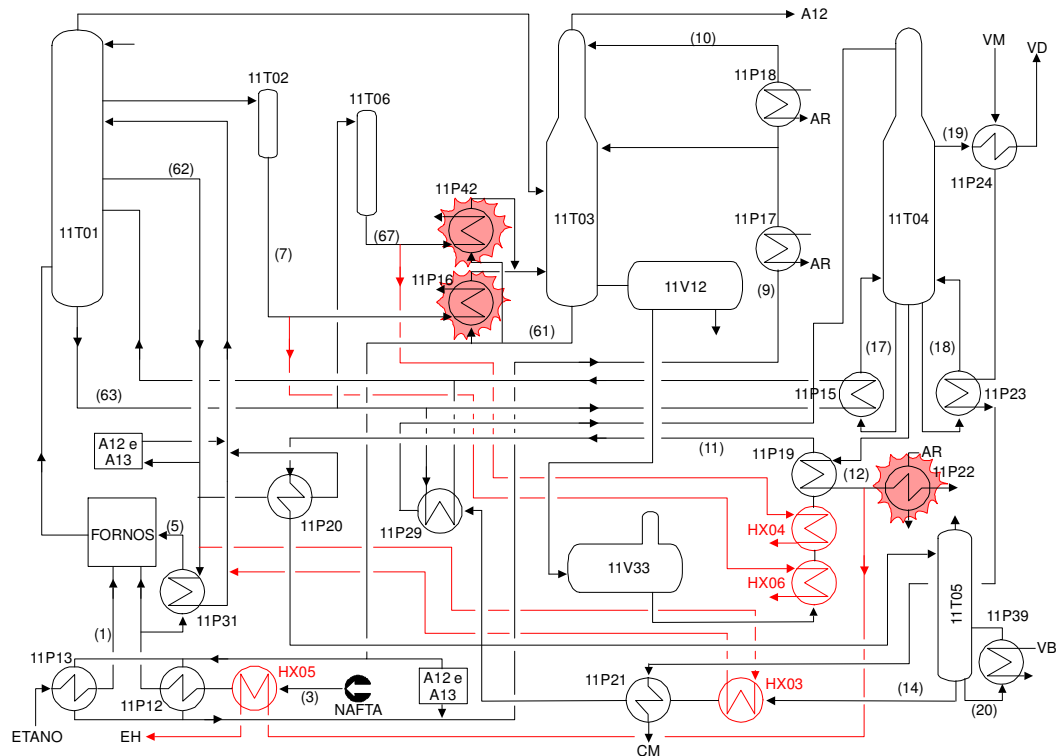 A12
(10)
VM
VD
11T02
11T06
11P18
AR
(19)
11P24
(62)
11P42
11P17
11T01
11T03
11T04
(67)
AR
(7)
11P16
11V12
(9)
(61)
(17)
(18)
(63)
11P15
11P23
A12 e
A13
(11)
11P19
AR
(12)
11P22
11P20
11P29
FORNOS
(5)
HX04
11V33
HX06
11T05
11P31
(1)
11P39
11P13
HX05
A12 e
A13
11P21
HX03
VB
(14)
(3)
11P12
NAFTA
(20)
ETANO
EH
CM